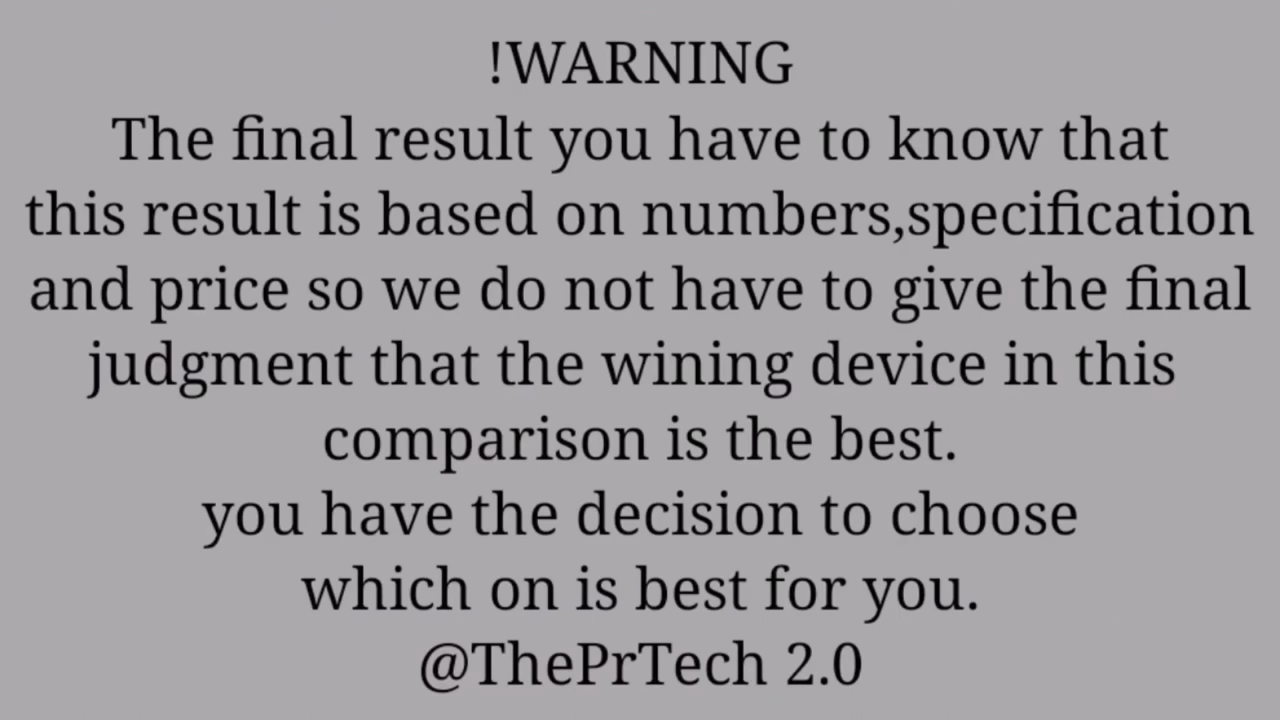 !WARNING
The final result you have to know that
this result is based on numbers,specification
and price so we do not have to give the final
judgment that the wining device in this
comparison is the best.
you have the decision to choose
which on is best for you.
@ThePrTech 2.0